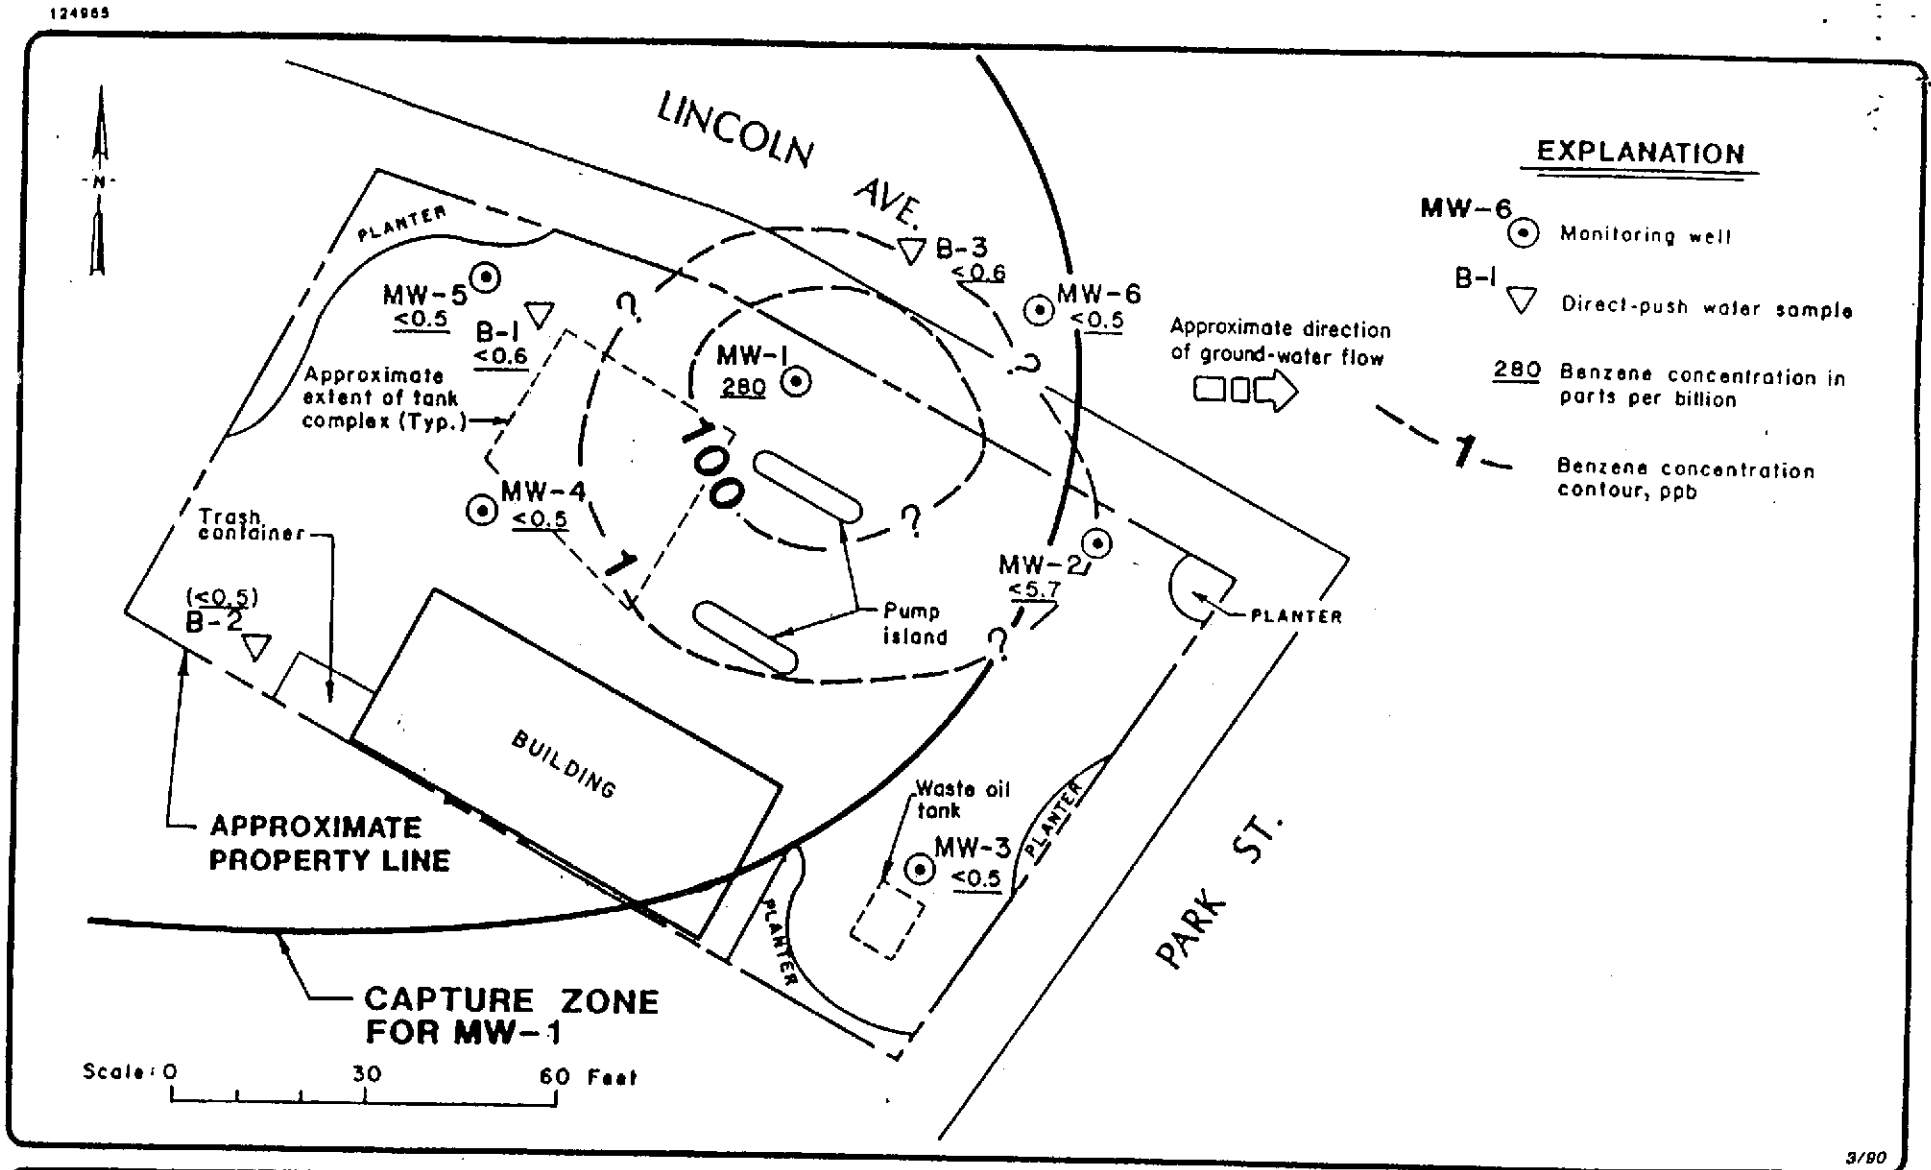 124965
LINCOLN AVE.
-N-
PLANTER
EXPLANATION
MW-6
Monitoring well
B-1
Direct-push water sample
280
Benzene concentration in
parts per billion
1
Benzene concentration
contour, ppb
B-3
<0.6
MW-5
<0.5
B-1
<0.6
?
MW-6
<0.5
Approximate direction
of ground-water flow
MW-1
280
?
Approximate
extent of tank
complex (Typ.)
100
MW-4
<0.5
?
Trash
container
1
MW-2
<5.7
(<0.5)
B-2
Pump
island
PLANTER
?
BUILDING
Waste oil
tank
PLANTER
MW-3
<0.5
APPROXIMATE
PROPERTY LINE
PARK ST.
PLANTER
CAPTURE ZONE
FOR MW-1
Scale: 0 30 60 Feet
3/90